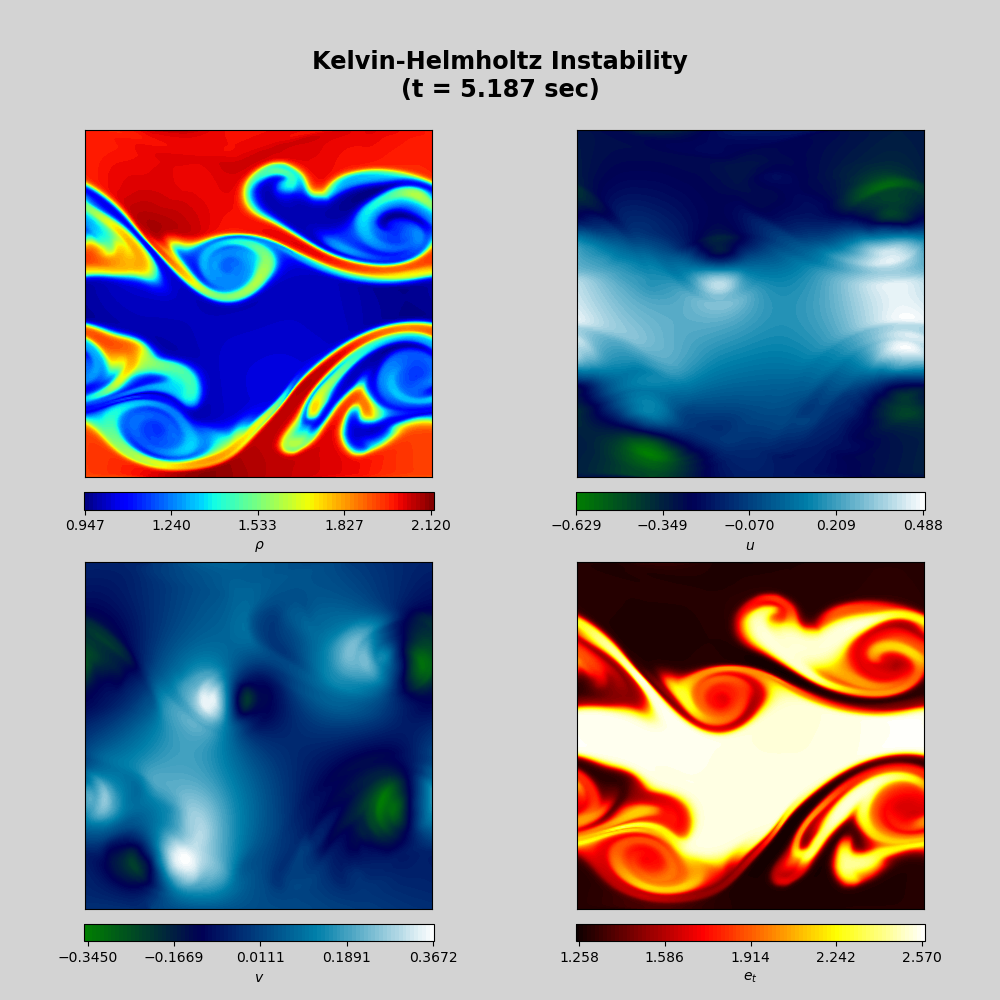 Kelvin-Helmholtz Instability
(t = 5.187 sec)
0.947 1.240 1.533 1.827 2.120
ρ
−0.629 −0.349 −0.070 0.209 0.488
u
−0.3450 −0.1669 0.0111 0.1891 0.3672
v
1.258 1.586 1.914 2.242 2.570
e_t